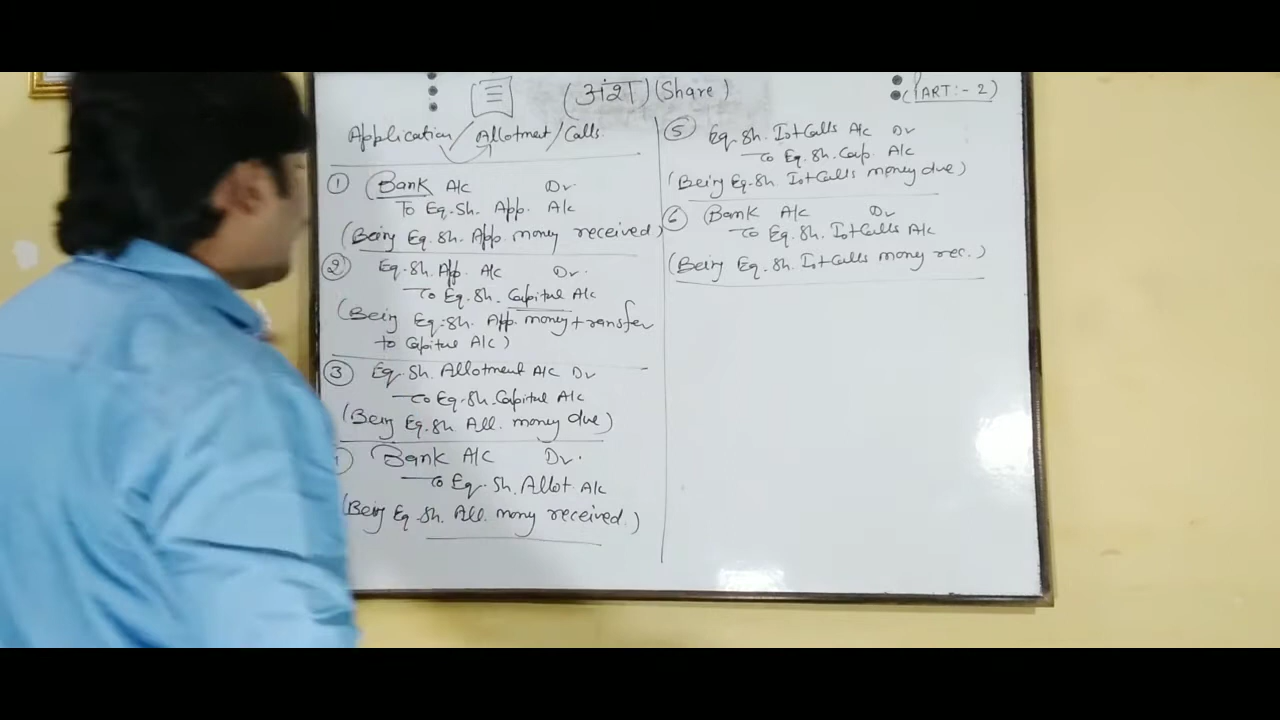 (अंश) (Share)
(PART:- 2)
Application / Allotment / Calls
① Bank A/c Dr.
To Eq. Sh. App. A/c
(Being Eq. Sh. App. money received)
② Eq. Sh. App. A/c Dr.
To Eq. Sh. Capital A/c
(Being Eq. Sh. App. money transfer
to Capital A/c)
③ Eq. Sh. Allotment A/c Dr
To Eq. Sh. Capital A/c
(Being Eq. Sh. All. money due)
Bank A/c Dr.
To Eq. Sh. Allot. A/c
(Being Eq. Sh. All. money received.)
⑤ Eq. Sh. Ist Calls A/c Dr
To Eq. Sh. Cap. A/c
(Being Eq. Sh. Ist Calls money due)
⑥ Bank A/c Dr
To Eq. Sh. Ist Calls A/c
(Being Eq. Sh. Ist Calls money rec.)